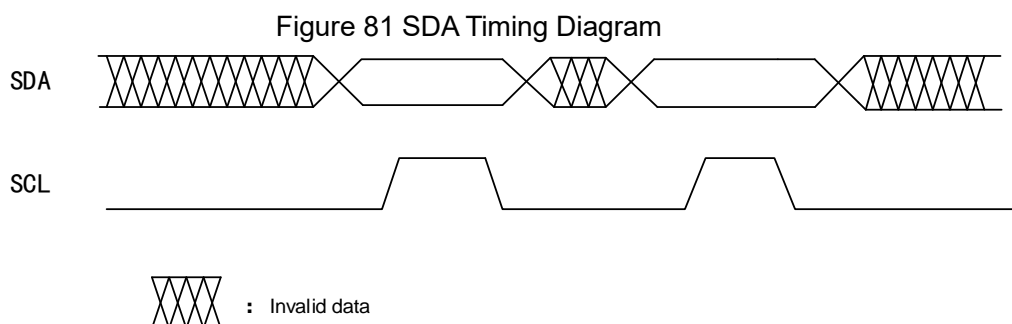 Figure 81 SDA Timing Diagram
SDA
SCL
: Invalid data